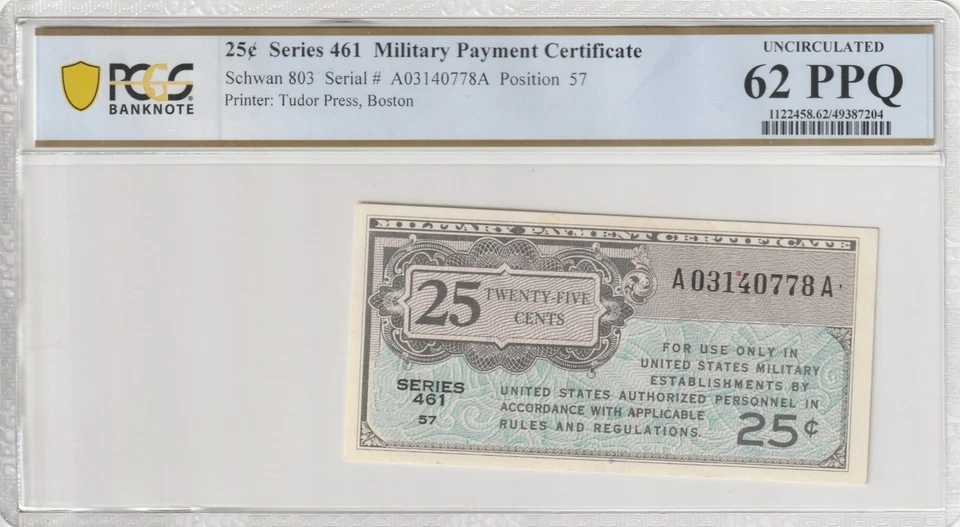 PCGS
BANKNOTE
25¢ Series 461 Military Payment Certificate
Schwan 803 Serial # A03140778A Position 57
Printer: Tudor Press, Boston
UNCIRCULATED
62 PPQ
1122458.62/49387204
MILITARY PAYMENT CERTIFICATE
25 TWENTY-FIVE
CENTS
A03140778A
FOR USE ONLY IN
UNITED STATES MILITARY
ESTABLISHMENTS BY
UNITED STATES AUTHORIZED PERSONNEL IN
ACCORDANCE WITH APPLICABLE
RULES AND REGULATIONS.
SERIES
461
57
25¢